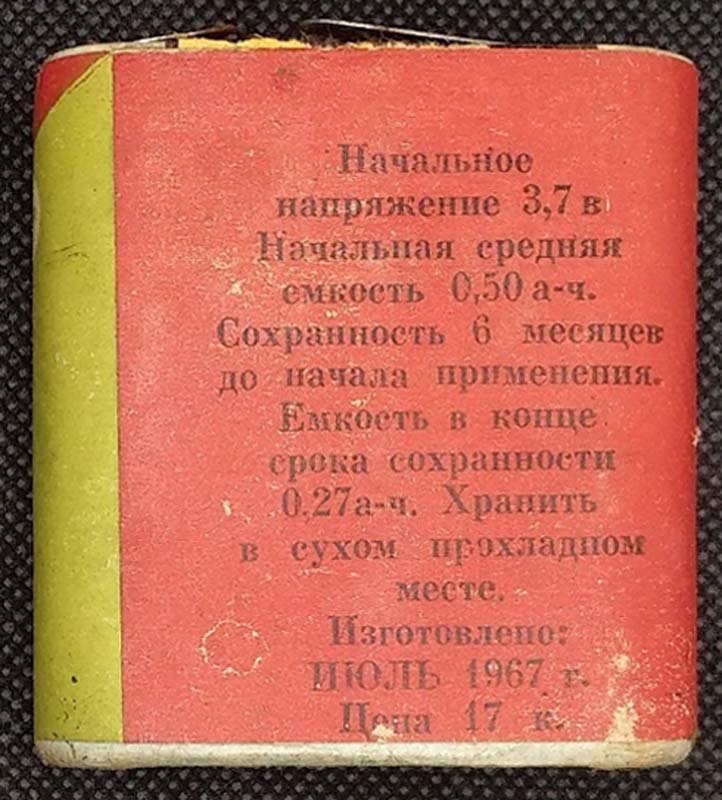 Начальное
напряжение 3,7 в
Начальная средняя
емкость 0,50 а-ч.
Сохранность 6 месяцев
до начала применения.
Емкость в конце
срока сохранности
0,27а-ч. Хранить
в сухом прохладном
месте.
Изготовлено:
ИЮЛЬ 1967 г.
Цена 17 к.